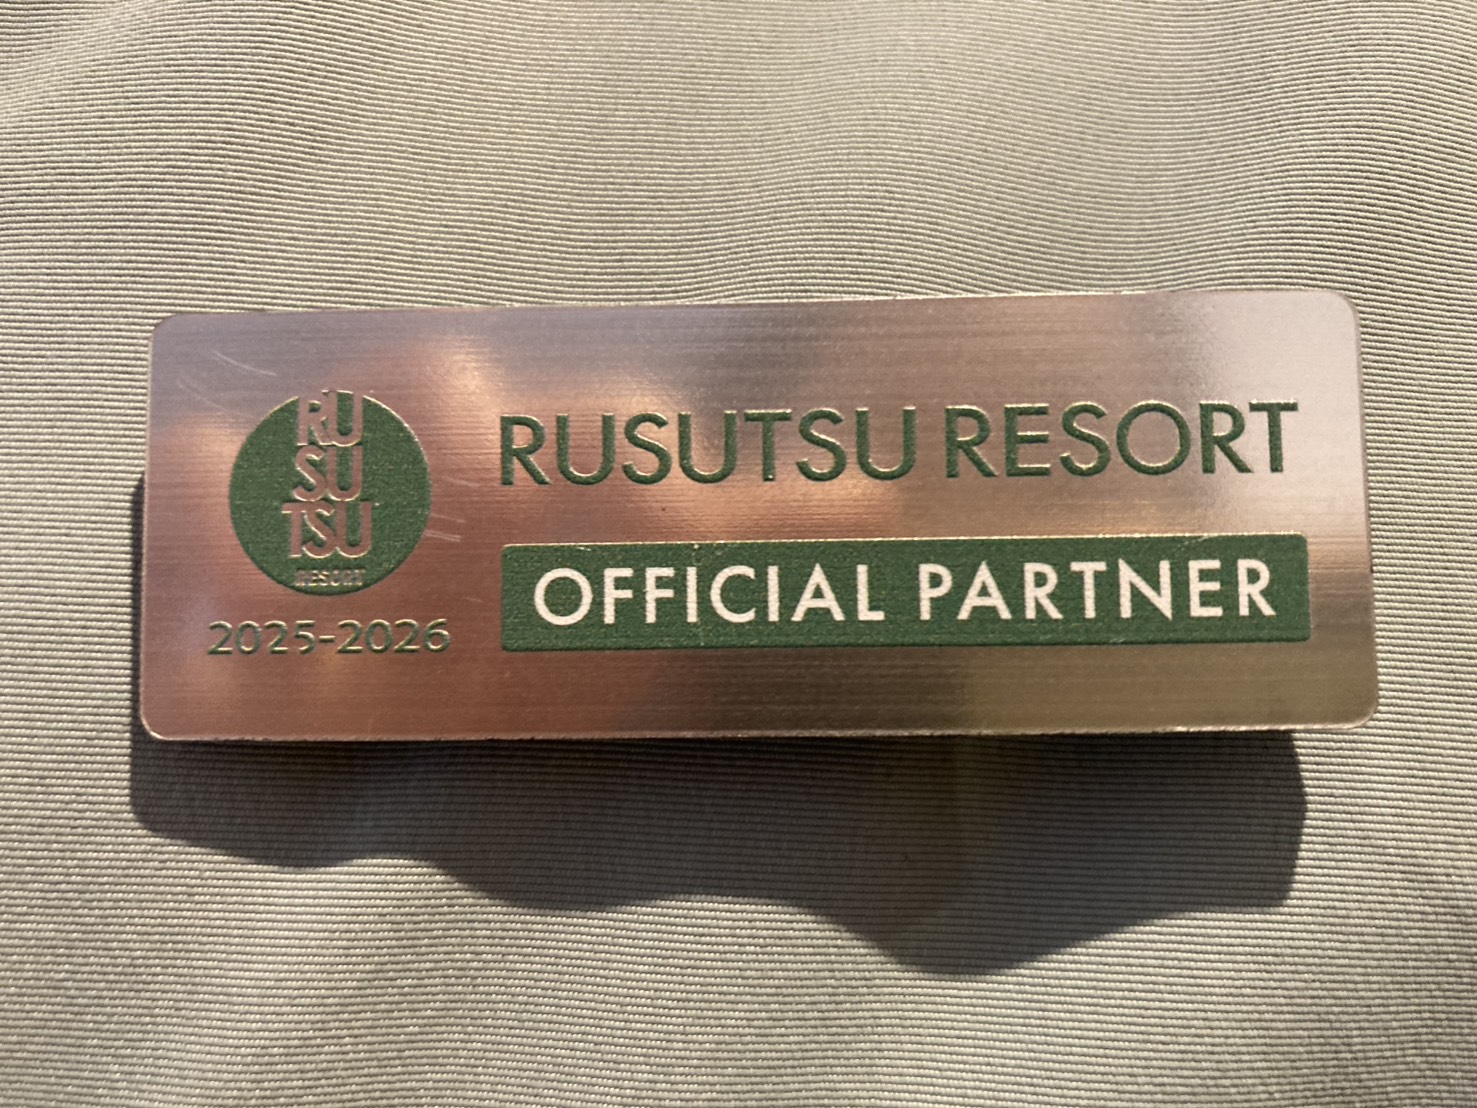 RU
SU
TSU
RESORT
2025-2026
RUSUTSU RESORT
OFFICIAL PARTNER